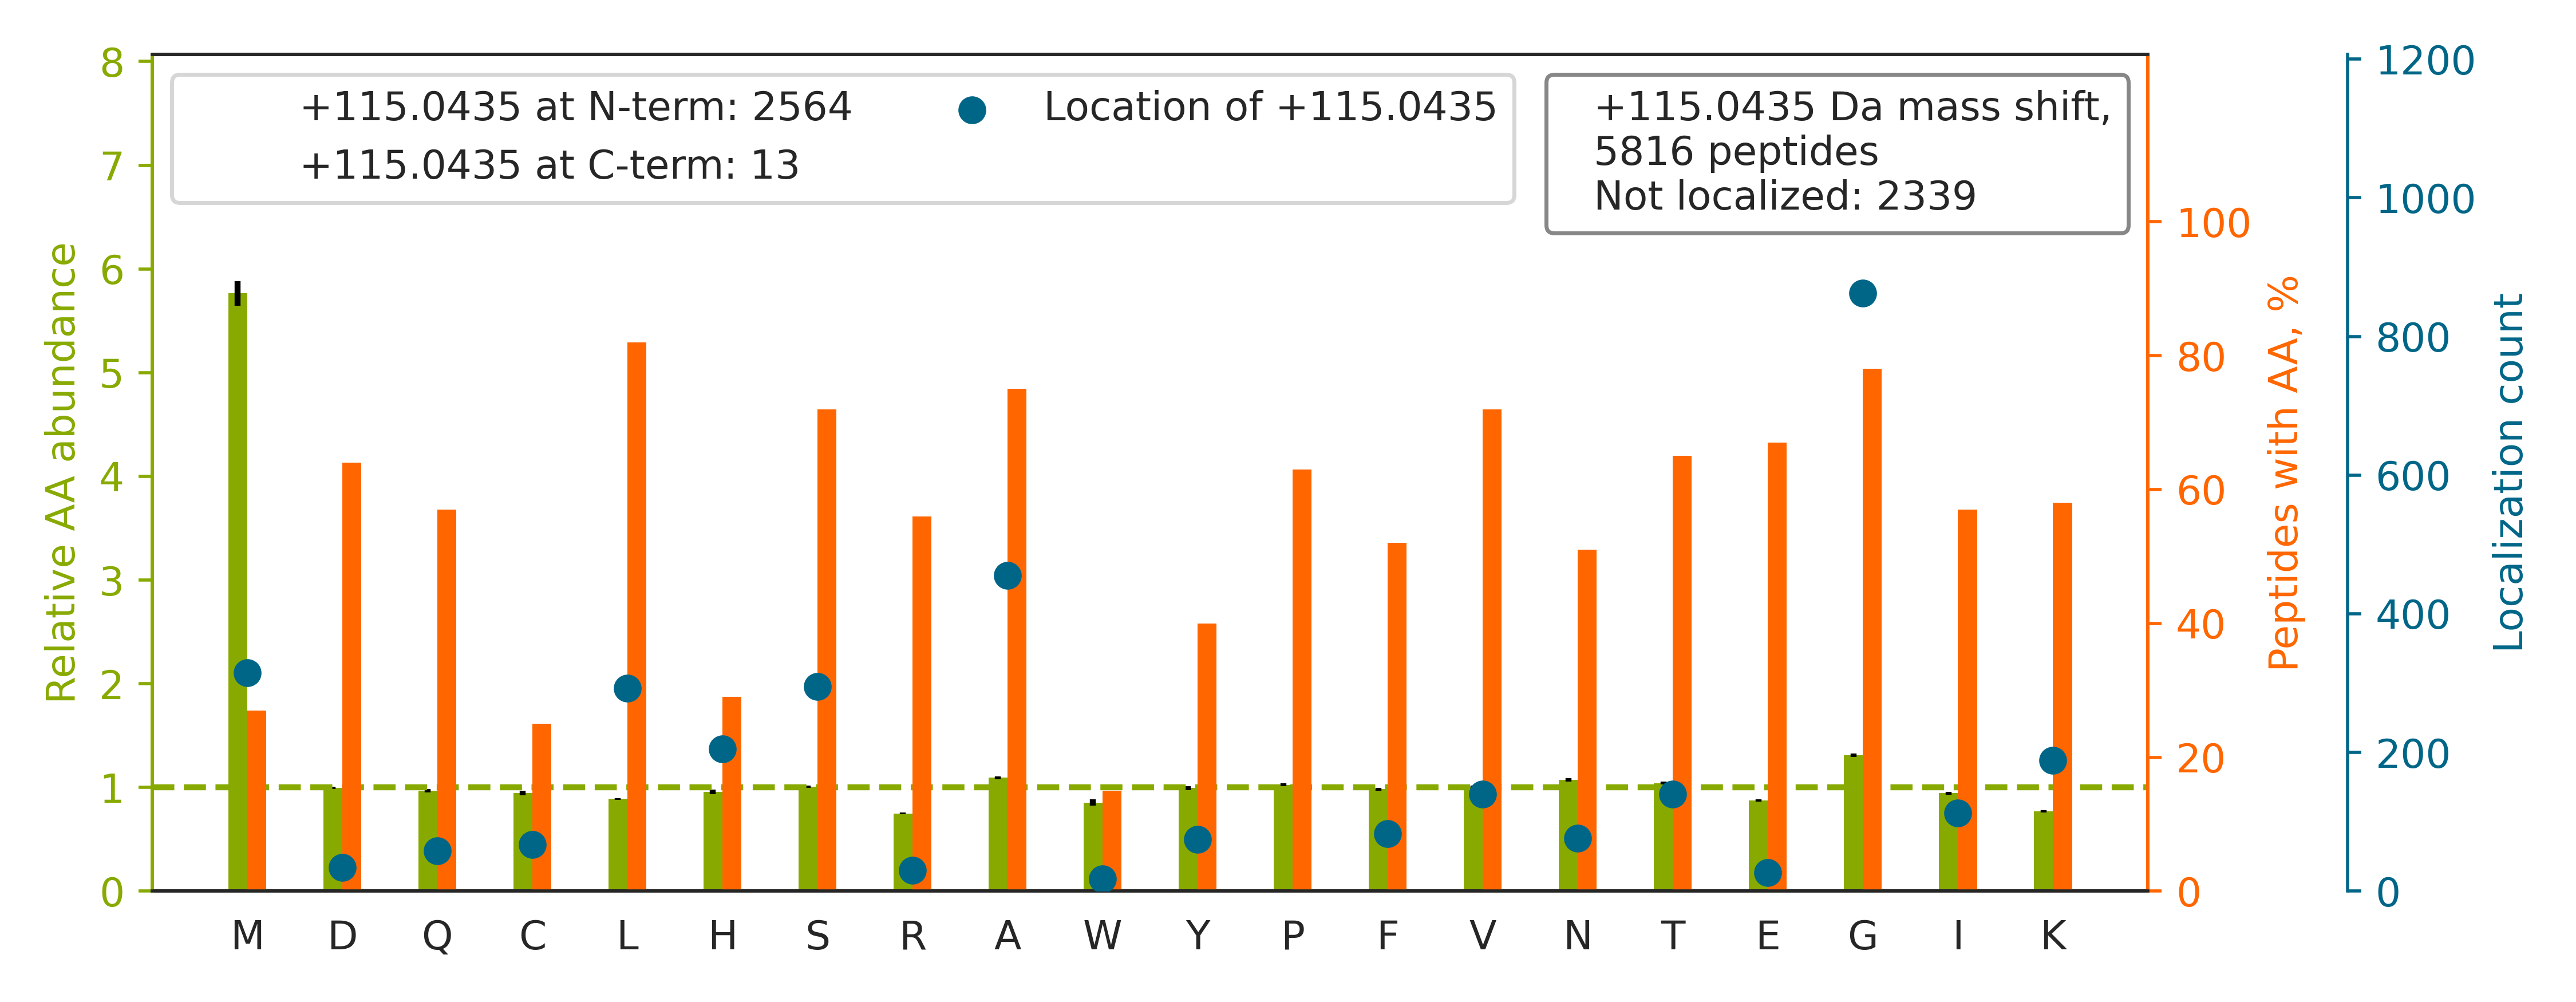 +115.0435 at N-term: 2564
+115.0435 at C-term: 13
Location of +115.0435
+115.0435 Da mass shift,
5816 peptides
Not localized: 2339
Relative AA abundance
8
7
6
5
4
3
2
1
0
M D Q C L H S R A W Y P F V N T E G I K
100
80
60
40
20
0
Peptides with AA, %
1200
1000
800
600
400
200
0
Localization count